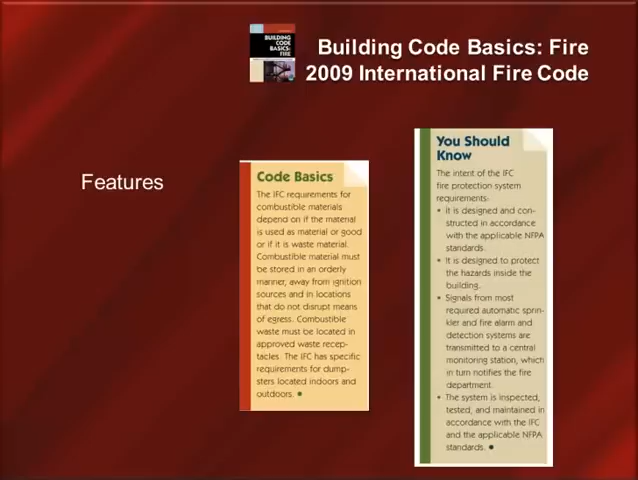 BUILDING
CODE
BASICS:
FIRE
Building Code Basics: Fire
2009 International Fire Code
Features
Code Basics
The IFC requirements for
combustible materials
depend on if the material
is used as material or good
or if it is waste material.
Combustible material must
be stored in an orderly
manner, away from ignition
sources and in locations
that do not disrupt means
of egress. Combustible
waste must be located in
approved waste recep-
tacles. The IFC has specific
requirements for dump-
sters located indoors and
outdoors. •
You Should
Know
The intent of the IFC
fire protection system
requirements:
• It is designed and con-
structed in accordance
with the applicable NFPA
standards.
• It is designed to protect
the hazards inside the
building.
• Signals from most
required automatic sprin-
kler and fire alarm and
detection systems are
transmitted to a central
monitoring station, which
in turn notifies the fire
department.
• The system is inspected,
tested, and maintained in
accordance with the IFC
and the applicable NFPA
standards. •